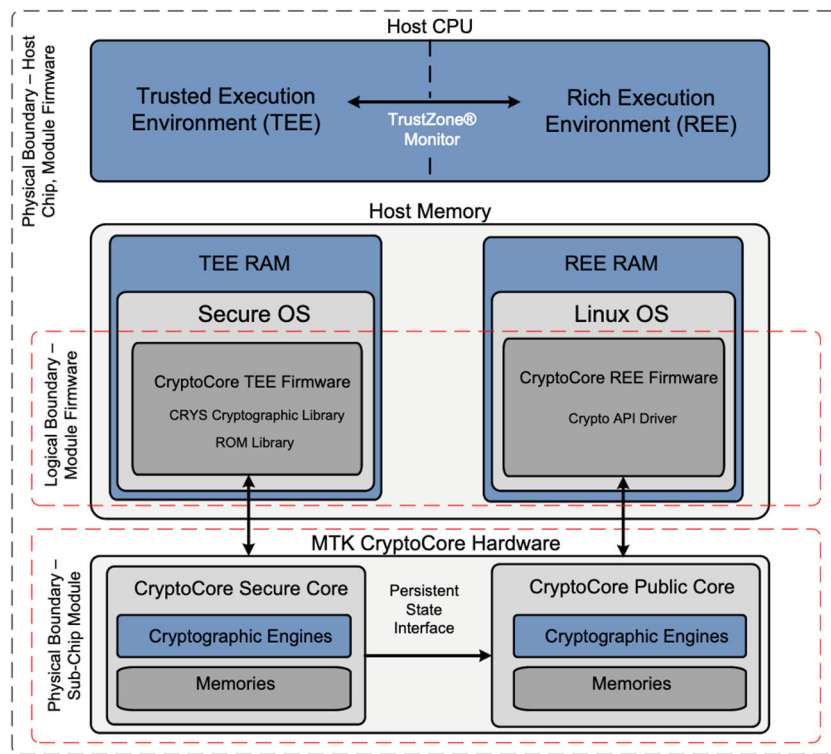 Host CPU
Trusted Execution
Environment (TEE)
TrustZone®
Monitor
Rich Execution
Environment (REE)
Physical Boundary – Host
Chip, Module Firmware
Host Memory
TEE RAM
Secure OS
CryptoCore TEE Firmware
CRYS Cryptographic Library
ROM Library
REE RAM
Linux OS
CryptoCore REE Firmware
Crypto API Driver
Logical Boundary –
Module Firmware
MTK CryptoCore Hardware
CryptoCore Secure Core
Cryptographic Engines
Memories
Persistent
State
Interface
CryptoCore Public Core
Cryptographic Engines
Memories
Physical Boundary –
Sub-Chip Module